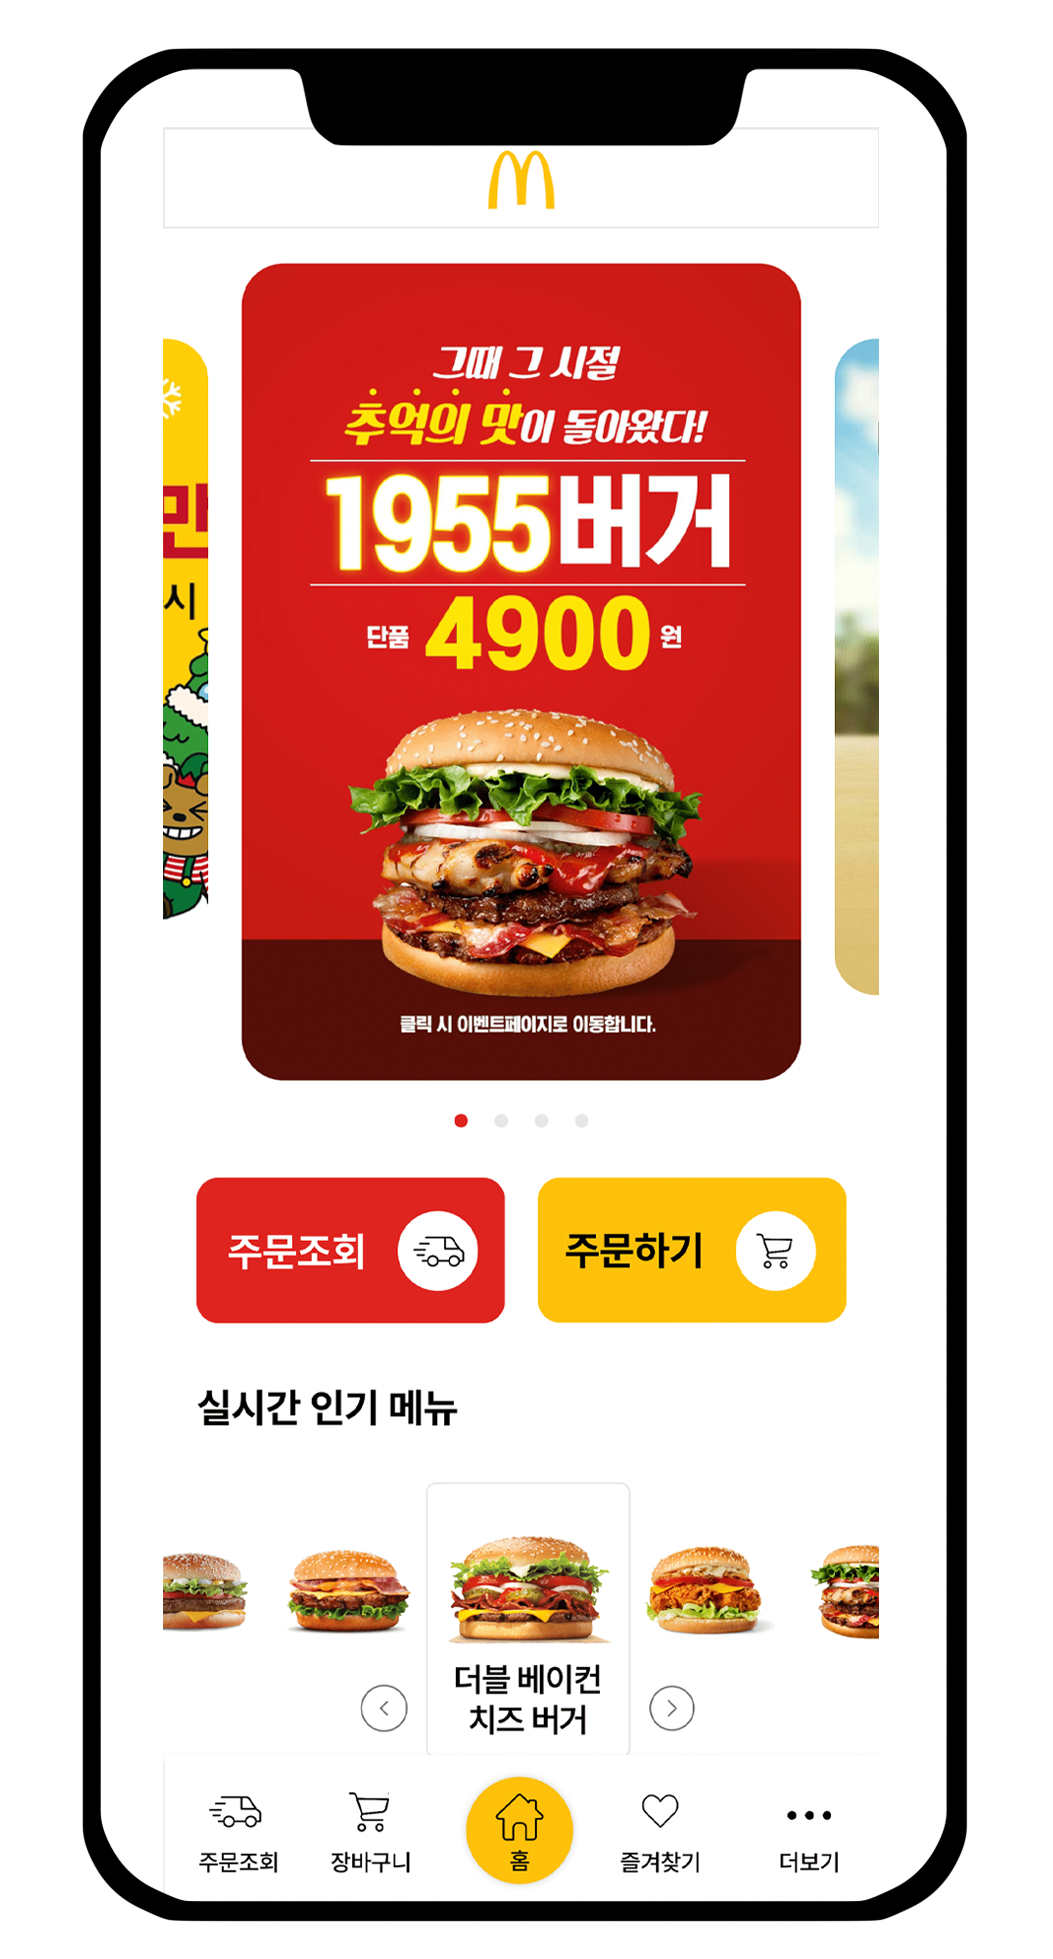 그때 그 시절
추억의 맛이 돌아왔다!
1955버거
단품 4900 원
클릭 시 이벤트페이지로 이동합니다.
시
주문조회
주문하기
실시간 인기 메뉴
더블 베이컨
치즈 버거
주문조회
장바구니
홈
즐겨찾기
더보기